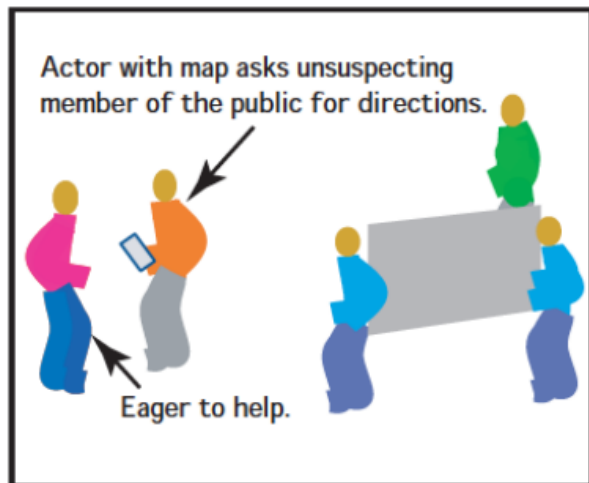 Actor with map asks unsuspecting
member of the public for directions.
Eager to help.